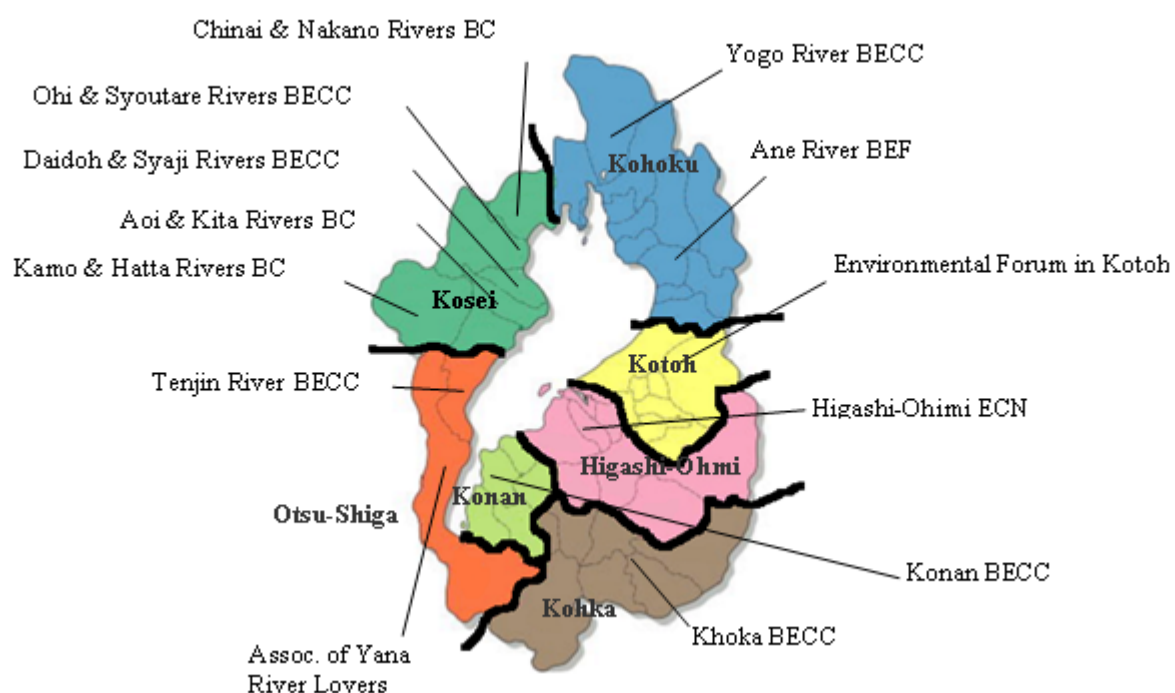 Chinai & Nakano Rivers BC
Yogo River BECC
Ohi & Syoutare Rivers BECC
Daidoh & Syaji Rivers BECC
Ane River BEF
Kohoku
Aoi & Kita Rivers BC
Kamo & Hatta Rivers BC
Environmental Forum in Kotoh
Kosei
Kotoh
Tenjin River BECC
Higashi-Ohimi ECN
Higashi-Ohmi
Konan
Otsu-Shiga
Konan BECC
Kohka
Khoka BECC
Assoc. of Yana
River Lovers